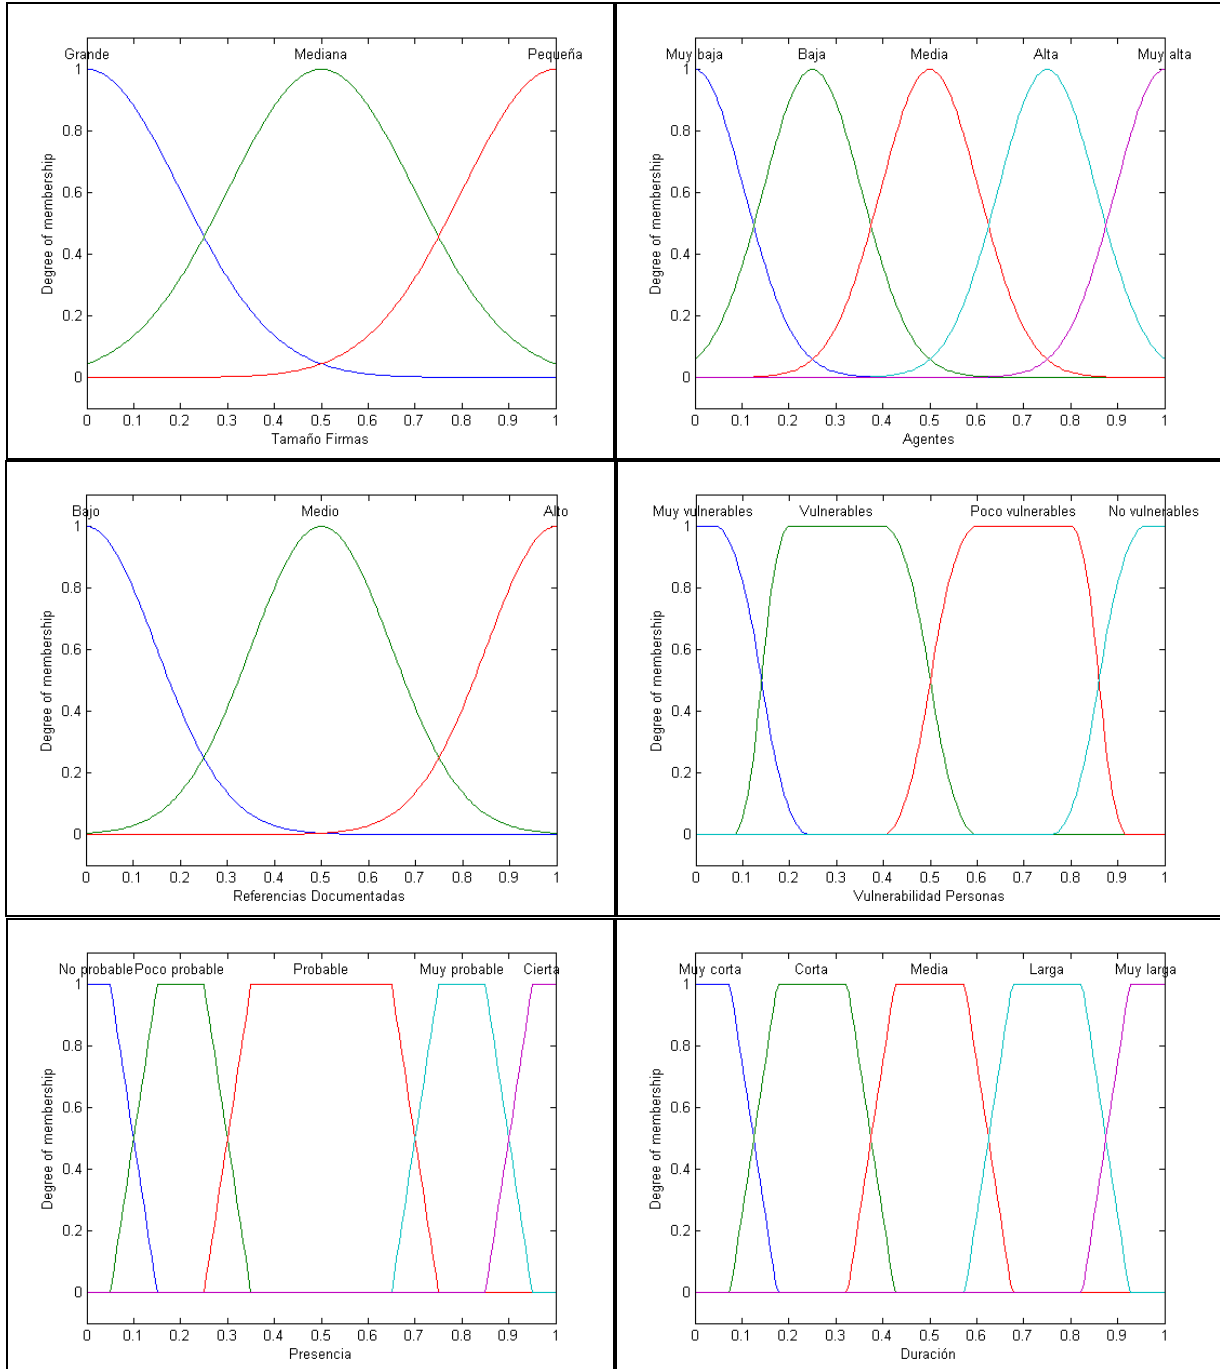 Grande Mediana Pequeña
1
0.8
0.6
0.4
0.2
0
Degree of membership
0 0.1 0.2 0.3 0.4 0.5 0.6 0.7 0.8 0.9 1
Tamaño Firmas
Muy baja Baja Media Alta Muy alta
1
0.8
0.6
0.4
0.2
0
Degree of membership
0 0.1 0.2 0.3 0.4 0.5 0.6 0.7 0.8 0.9 1
Agentes
Bajo Medio Alto
1
0.8
0.6
0.4
0.2
0
Degree of membership
0 0.1 0.2 0.3 0.4 0.5 0.6 0.7 0.8 0.9 1
Referencias Documentadas
Muy vulnerables Vulnerables Poco vulnerables No vulnerables
1
0.8
0.6
0.4
0.2
0
Degree of membership
0 0.1 0.2 0.3 0.4 0.5 0.6 0.7 0.8 0.9 1
Vulnerabilidad Personas
No probable Poco probable Probable Muy probable Cierta
1
0.8
0.6
0.4
0.2
0
Degree of membership
0 0.1 0.2 0.3 0.4 0.5 0.6 0.7 0.8 0.9 1
Presencia
Muy corta Corta Media Larga Muy larga
1
0.8
0.6
0.4
0.2
0
Degree of membership
0 0.1 0.2 0.3 0.4 0.5 0.6 0.7 0.8 0.9 1
Duración